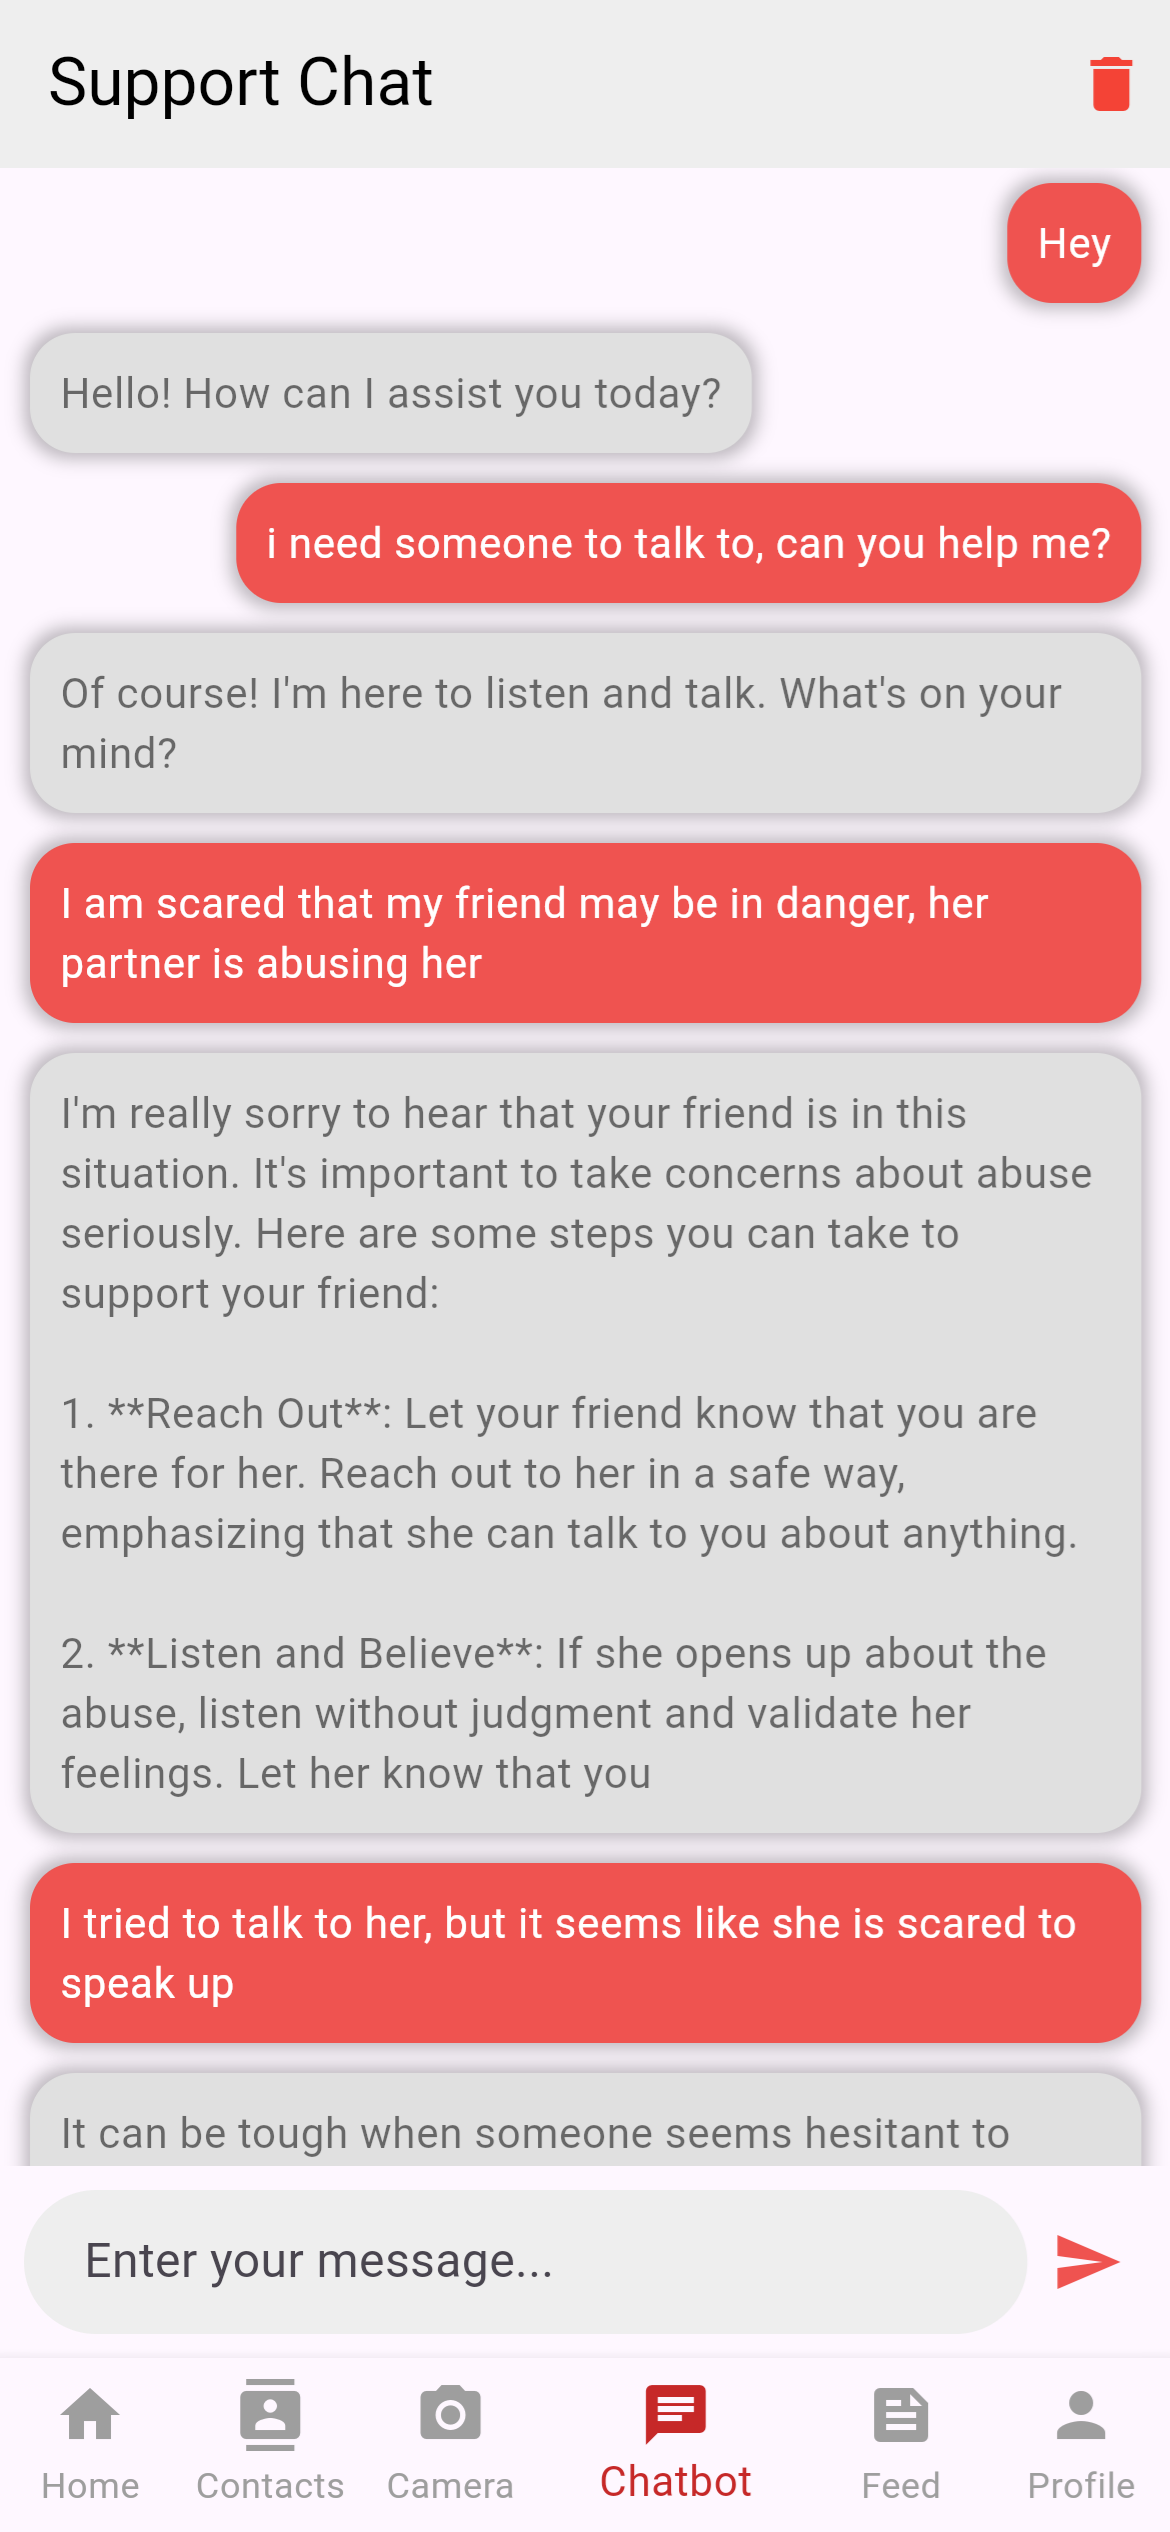 Support Chat
Hey
Hello! How can I assist you today?
i need someone to talk to, can you help me?
Of course! I'm here to listen and talk. What's on your
mind?
I am scared that my friend may be in danger, her
partner is abusing her
I'm really sorry to hear that your friend is in this
situation. It's important to take concerns about abuse
seriously. Here are some steps you can take to
support your friend:
1. **Reach Out**: Let your friend know that you are
there for her. Reach out to her in a safe way,
emphasizing that she can talk to you about anything.
2. **Listen and Believe**: If she opens up about the
abuse, listen without judgment and validate her
feelings. Let her know that you
I tried to talk to her, but it seems like she is scared to
speak up
It can be tough when someone seems hesitant to
Enter your message...
Home Contacts Camera Chatbot Feed Profile